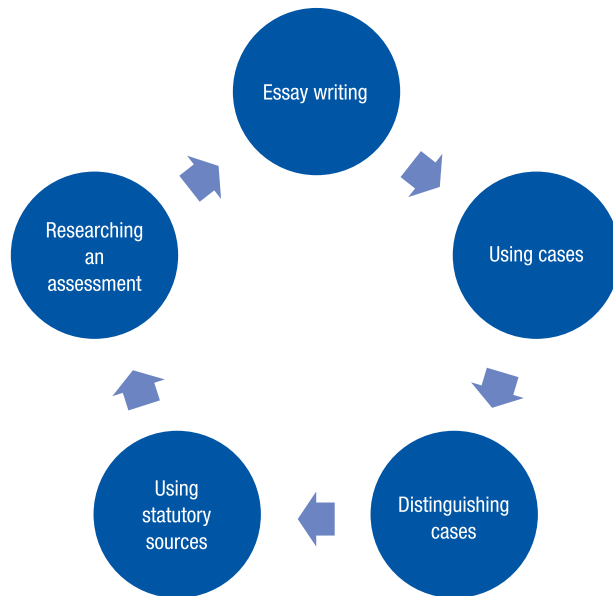 Essay writing
Using cases
Distinguishing
cases
Using
statutory
sources
Researching
an
assessment